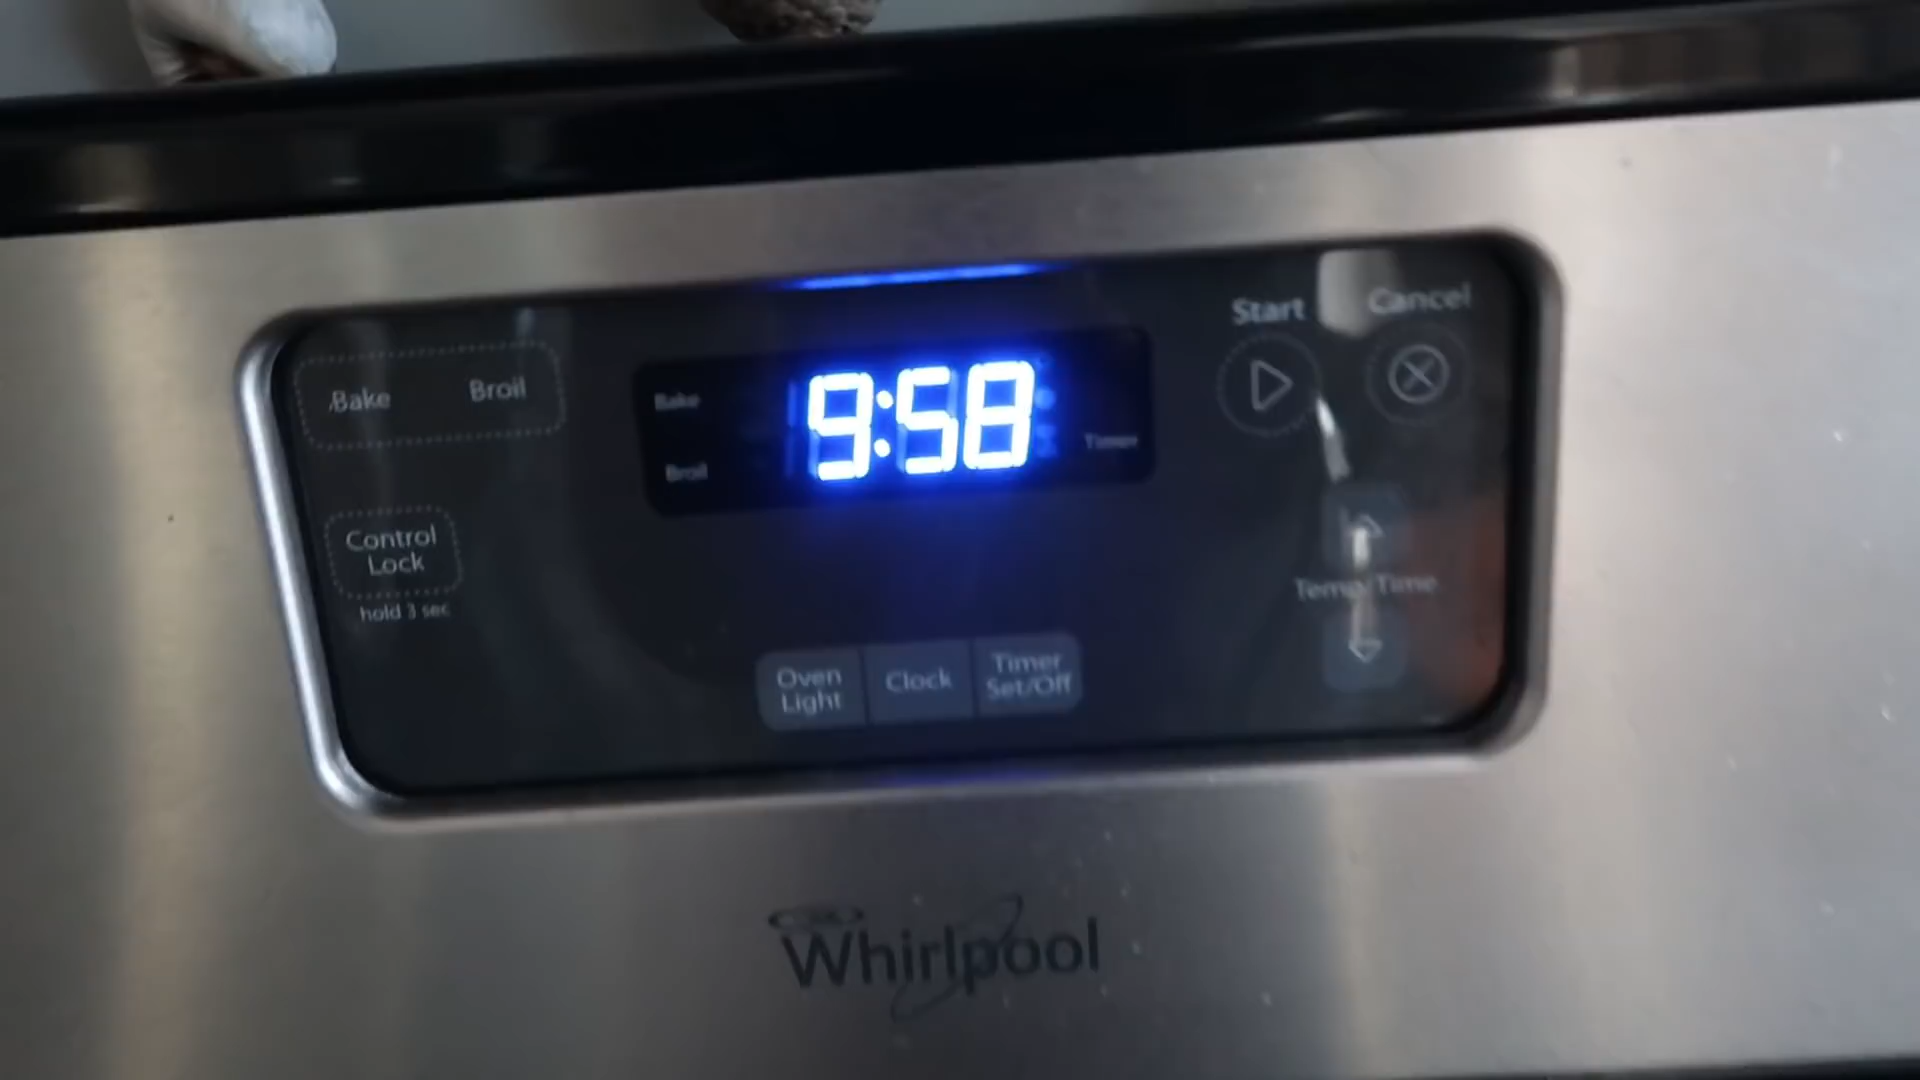 Start Cancel
Bake Broil
Bake
9:58
Timer
Broil
Control
Lock
hold 3 sec
Temp/Time
Oven
Light
Clock
Timer
Set/Off
Whirlpool